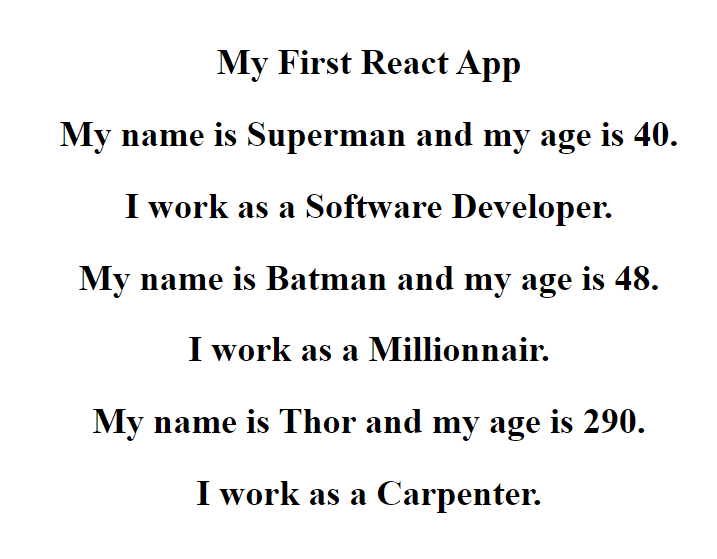 My First React App
My name is Superman and my age is 40.
I work as a Software Developer.
My name is Batman and my age is 48.
I work as a Millionnair.
My name is Thor and my age is 290.
I work as a Carpenter.